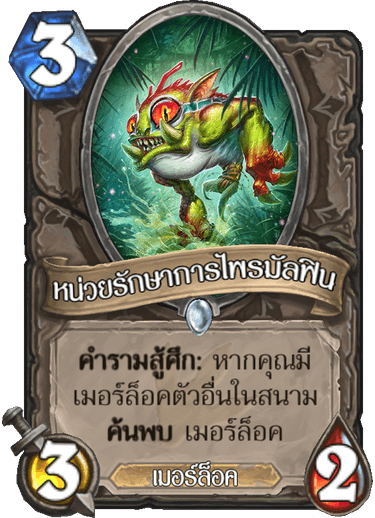 3
หน่วยรักษาการไพรมัลฟิน
คำรามสู้ศึก: หากคุณมี
เมอร์ล็อคตัวอื่นในสนาม
ค้นพบ เมอร์ล็อค
3
เมอร์ล็อค
2